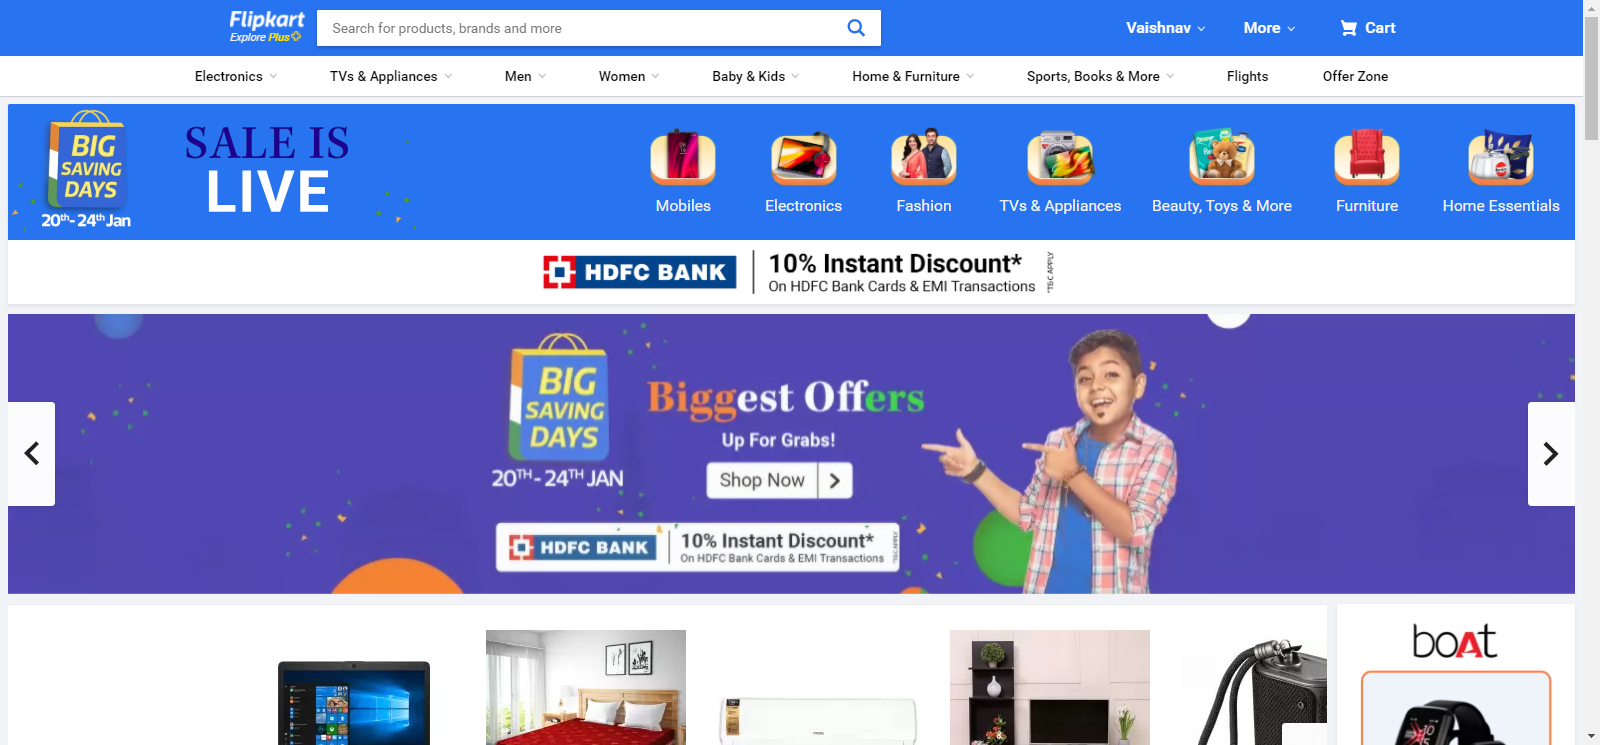 Flipkart
Explore Plus
Search for products, brands and more
Vaishnav
More
Cart
Electronics
TVs & Appliances
Men
Women
Baby & Kids
Home & Furniture
Sports, Books & More
Flights
Offer Zone
BIG
SAVING
DAYS
20th- 24th Jan
SALE IS
LIVE
Mobiles
Electronics
Fashion
TVs & Appliances
Beauty, Toys & More
Furniture
Home Essentials
HDFC BANK
10% Instant Discount*
On HDFC Bank Cards & EMI Transactions
*T&C APPLY
BIG
SAVING
DAYS
20TH - 24TH JAN
Biggest Offers
Up For Grabs!
Shop Now
HDFC BANK
10% Instant Discount*
On HDFC Bank Cards & EMI Transactions
*T&C APPLY
boAt